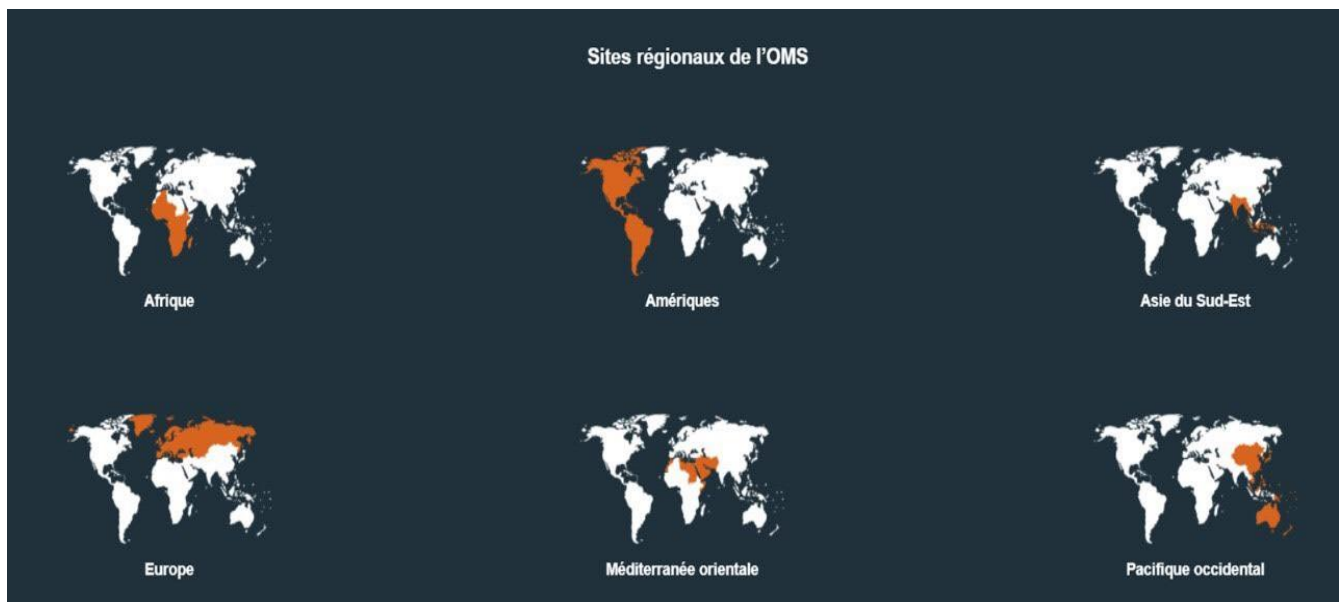 Sites régionaux de l'OMS
Afrique
Amériques
Asie du Sud-Est
Europe
Méditerranée orientale
Pacifique occidental